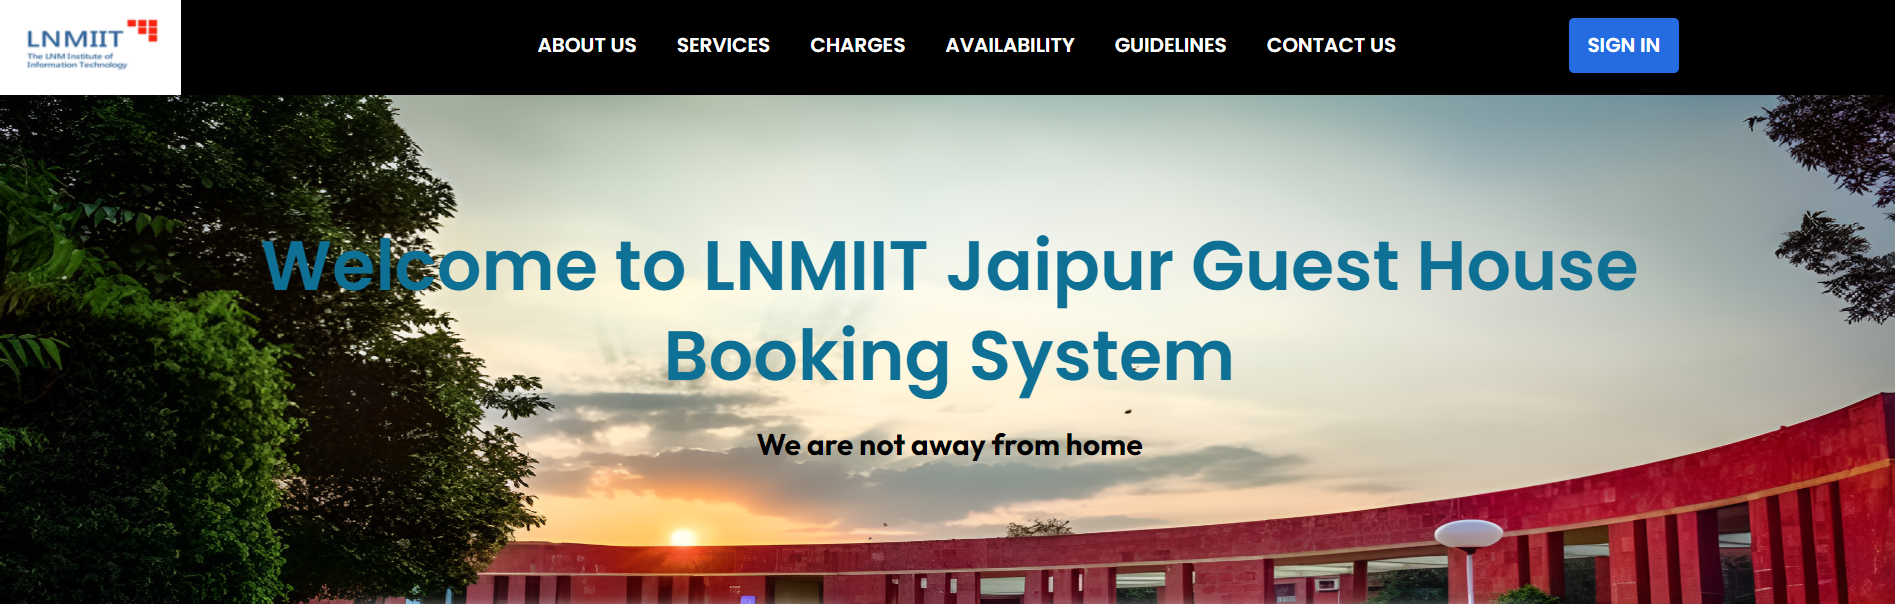 LNMIIT
The LNM Institute of
Information Technology
ABOUT US
SERVICES
CHARGES
AVAILABILITY
GUIDELINES
CONTACT US
SIGN IN
Welcome to LNMIIT Jaipur Guest House
Booking System
We are not away from home